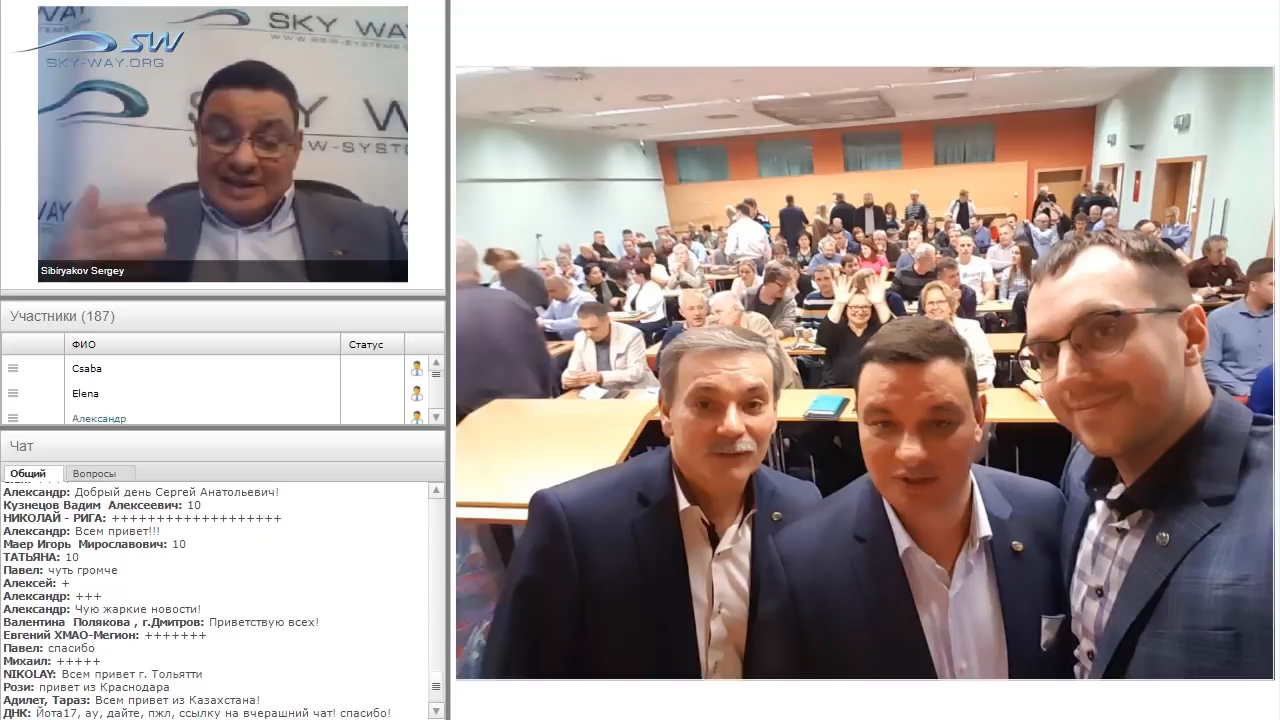 WAY
SKY WA
WWW.RSW-SYSTEMS.C
SW
SKY-WAY.ORG
SKY W
W-SYSTE
WAY
Sibiryakov Sergey
Участники (187)
ФИО
Статус
Csaba
Elena
Александр
Чат
Общий
Вопросы
Александр: Добрый день Сергей Анатольевич!
Кузнецов Вадим Алексеевич: 10
НИКОЛАЙ - РИГА: +++++++++++++++++++
Александр: Всем привет!!!
Маер Игорь Мирославович: 10
ТАТЬЯНА: 10
Павел: чуть громче
Алексей: +
Александр: +++
Александр: Чую жаркие новости!
Валентина Полякова , г.Дмитров: Приветствую всех!
Евгений ХМАО-Мегион: +++++++
Павел: спасибо
Михаил: +++++
NIKOLAY: Всем привет г. Тольятти
Рози: привет из Краснодара
Адилет, Тараз: Всем привет из Казахстана!
ДНК: Йота17, ау, дайте, пжл, ссылку на вчерашний чат! спасибо!